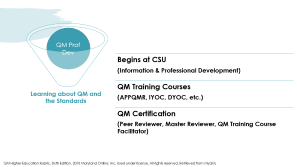 QM Prof
Dev
Learning about QM and
the Standards
Begins at CSU
(Information & Professional Development)
QM Training Courses
(APPQMR, IYOC, DYOC, etc.)
QM Certification
(Peer Reviewer, Master Reviewer, QM Training Course
Facilitator)
QM Higher Education Rubric, Sixth Edition, 2018 Maryland Online, Inc. Used under license. All rights reserved. Retrieved from MyQM